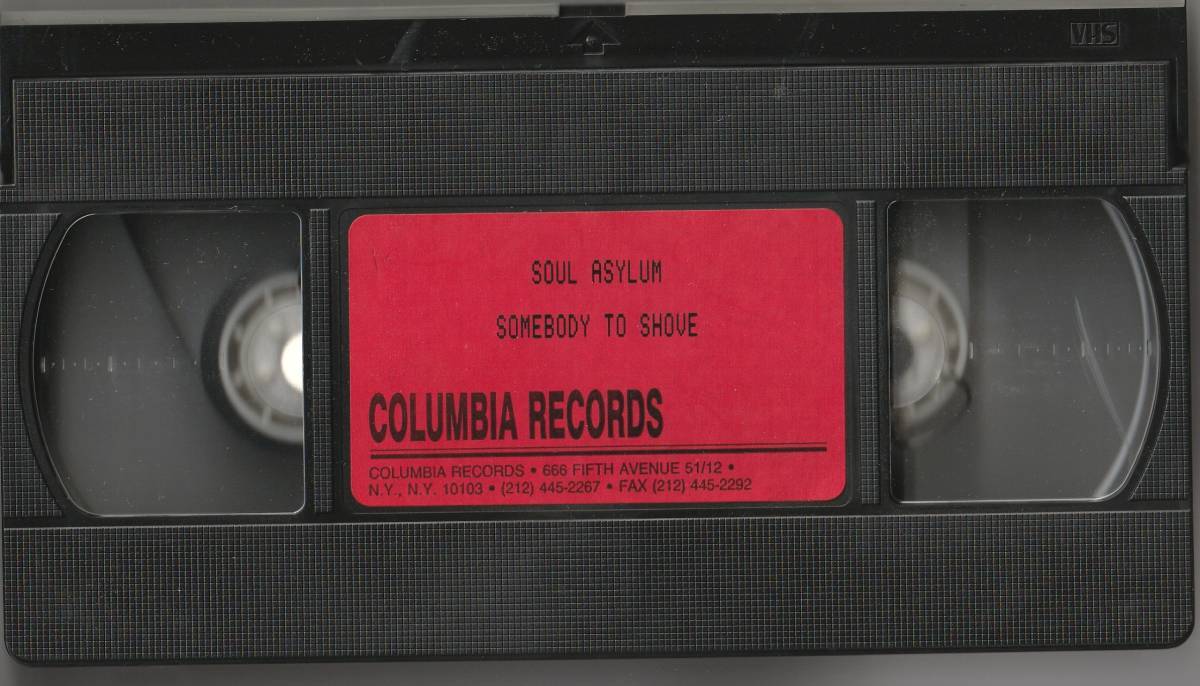 VHS
SOUL ASYLUM
SOMEBODY TO SHOVE
COLUMBIA RECORDS
COLUMBIA RECORDS • 666 FIFTH AVENUE 51/12 •
N.Y., N.Y. 10103 • (212) 445-2267 • FAX (212) 445-2292